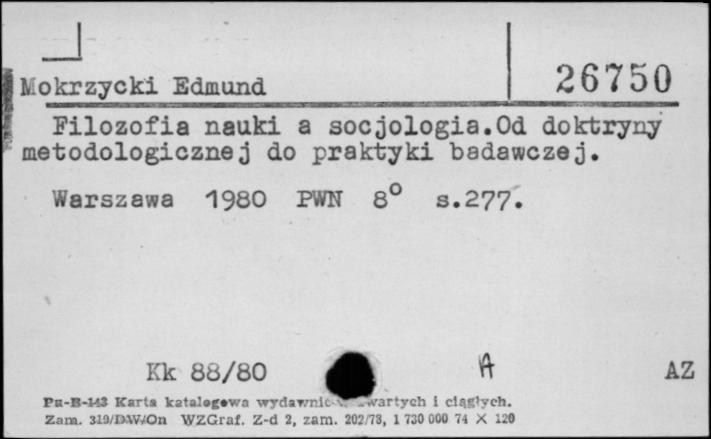 Mokrzycki Edmund
26750
Filozofia nauki a socjologia.Od doktryny
metodologicznej do praktyki badawczej.
Warszawa 1980 PWN 8° s.277.
Kk 88/80
A
AZ
Pu-B-143 Karta katalogowa wydawnic wartych i ciągłych.
Zam. 319/DW/On WZGraf. Z-d 2, zam. 202/78, 1 730 000 74 X 120